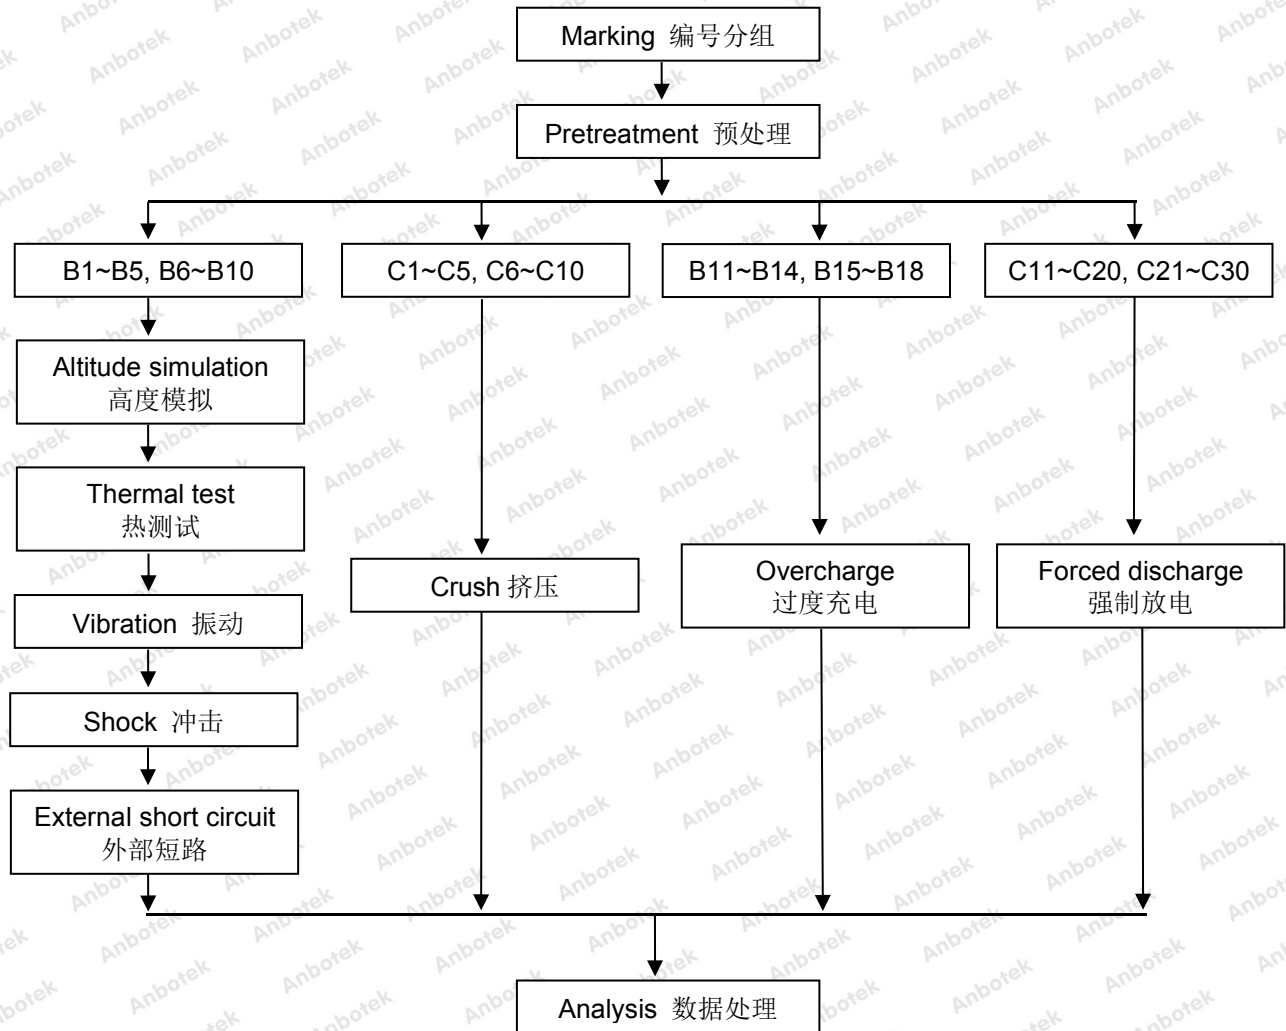 Marking 编号分组
Pretreatment 预处理
B1~B5, B6~B10
C1~C5, C6~C10
B11~B14, B15~B18
C11~C20, C21~C30
Altitude simulation
高度模拟
Thermal test
热测试
Vibration 振动
Shock 冲击
External short circuit
外部短路
Crush 挤压
Overcharge
过度充电
Forced discharge
强制放电
Analysis 数据处理
Anbotek